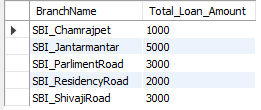 BranchName Total_Loan_Amount
SBI_Chamrajpet 1000
SBI_Jantarmantar 5000
SBI_ParlimentRoad 3000
SBI_ResidencyRoad 2000
SBI_ShivajiRoad 3000